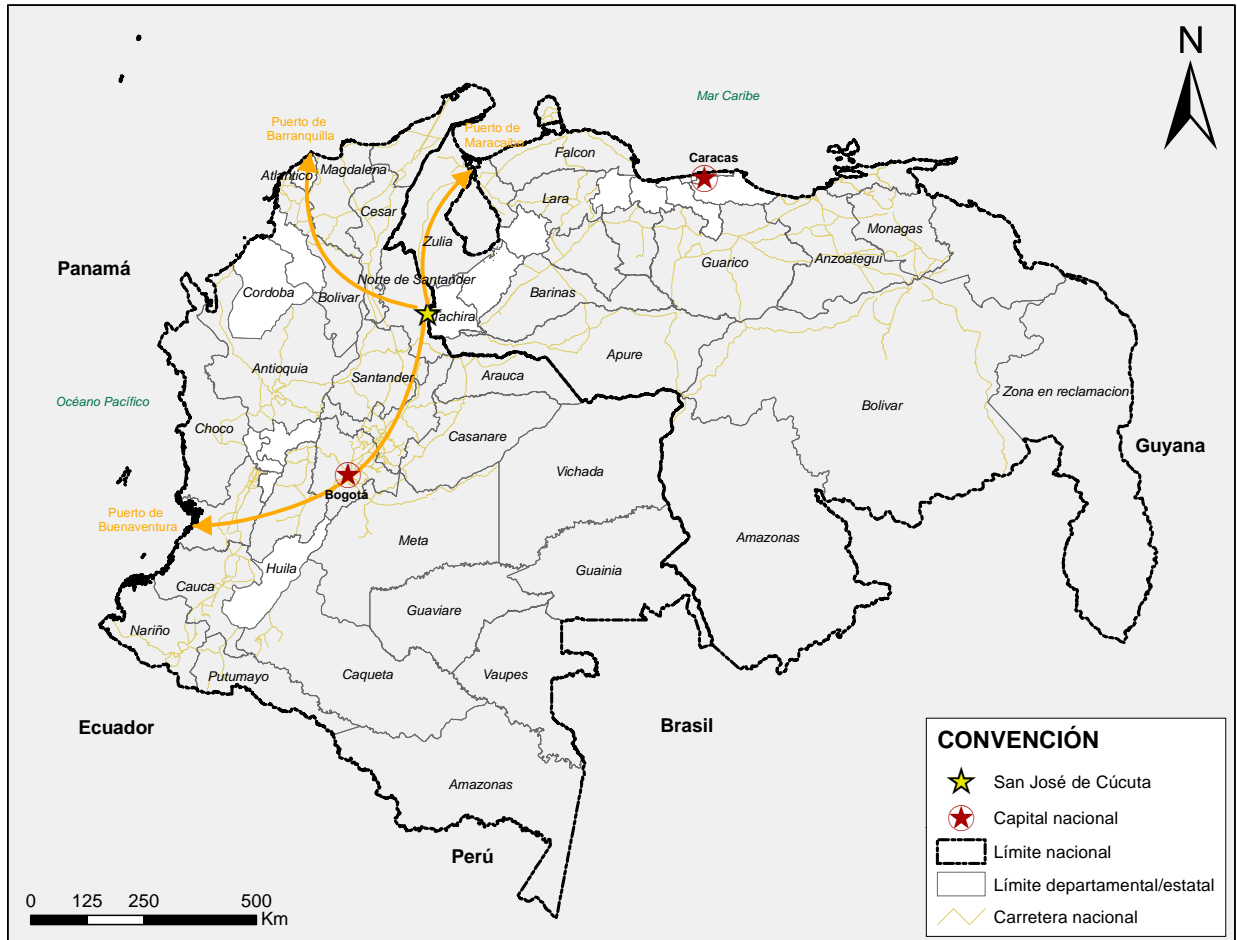 N
Mar Caribe
Puerto de
Barranquilla
Puerto de
Maracaibo
Falcon
Caracas
Magdalena
Atlantico
Cesar
Lara
Zulia
Monagas
Panamá
Guarico
Anzoategui
Norte de Santander
Cordoba
Bolivar
Barinas
Tachira
Apure
Antioquia
Santander
Arauca
Océano Pacífico
Bolivar
Zona en reclamacion
Choco
Casanare
Guyana
Vichada
Bogotá
Puerto de
Buenaventura
Meta
Amazonas
Huila
Guainia
Cauca
Guaviare
Nariño
Putumayo
Caqueta
Vaupes
Ecuador
Brasil
Amazonas
Perú
CONVENCIÓN
San José de Cúcuta
Capital nacional
Límite nacional
Límite departamental/estatal
Carretera nacional
0 125 250 500
Km